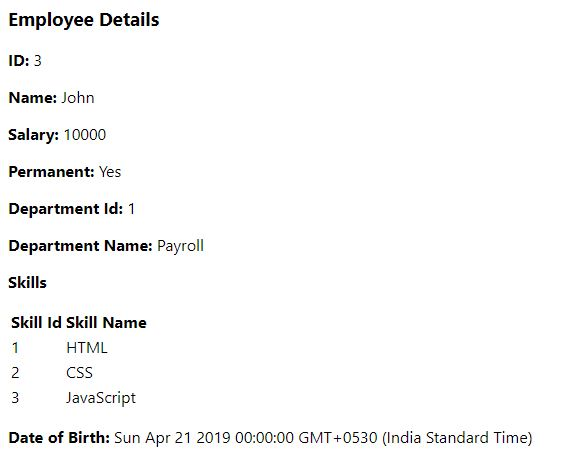 Employee Details
ID: 3
Name: John
Salary: 10000
Permanent: Yes
Department Id: 1
Department Name: Payroll
Skills
Skill Id Skill Name
1 HTML
2 CSS
3 JavaScript
Date of Birth: Sun Apr 21 2019 00:00:00 GMT+0530 (India Standard Time)